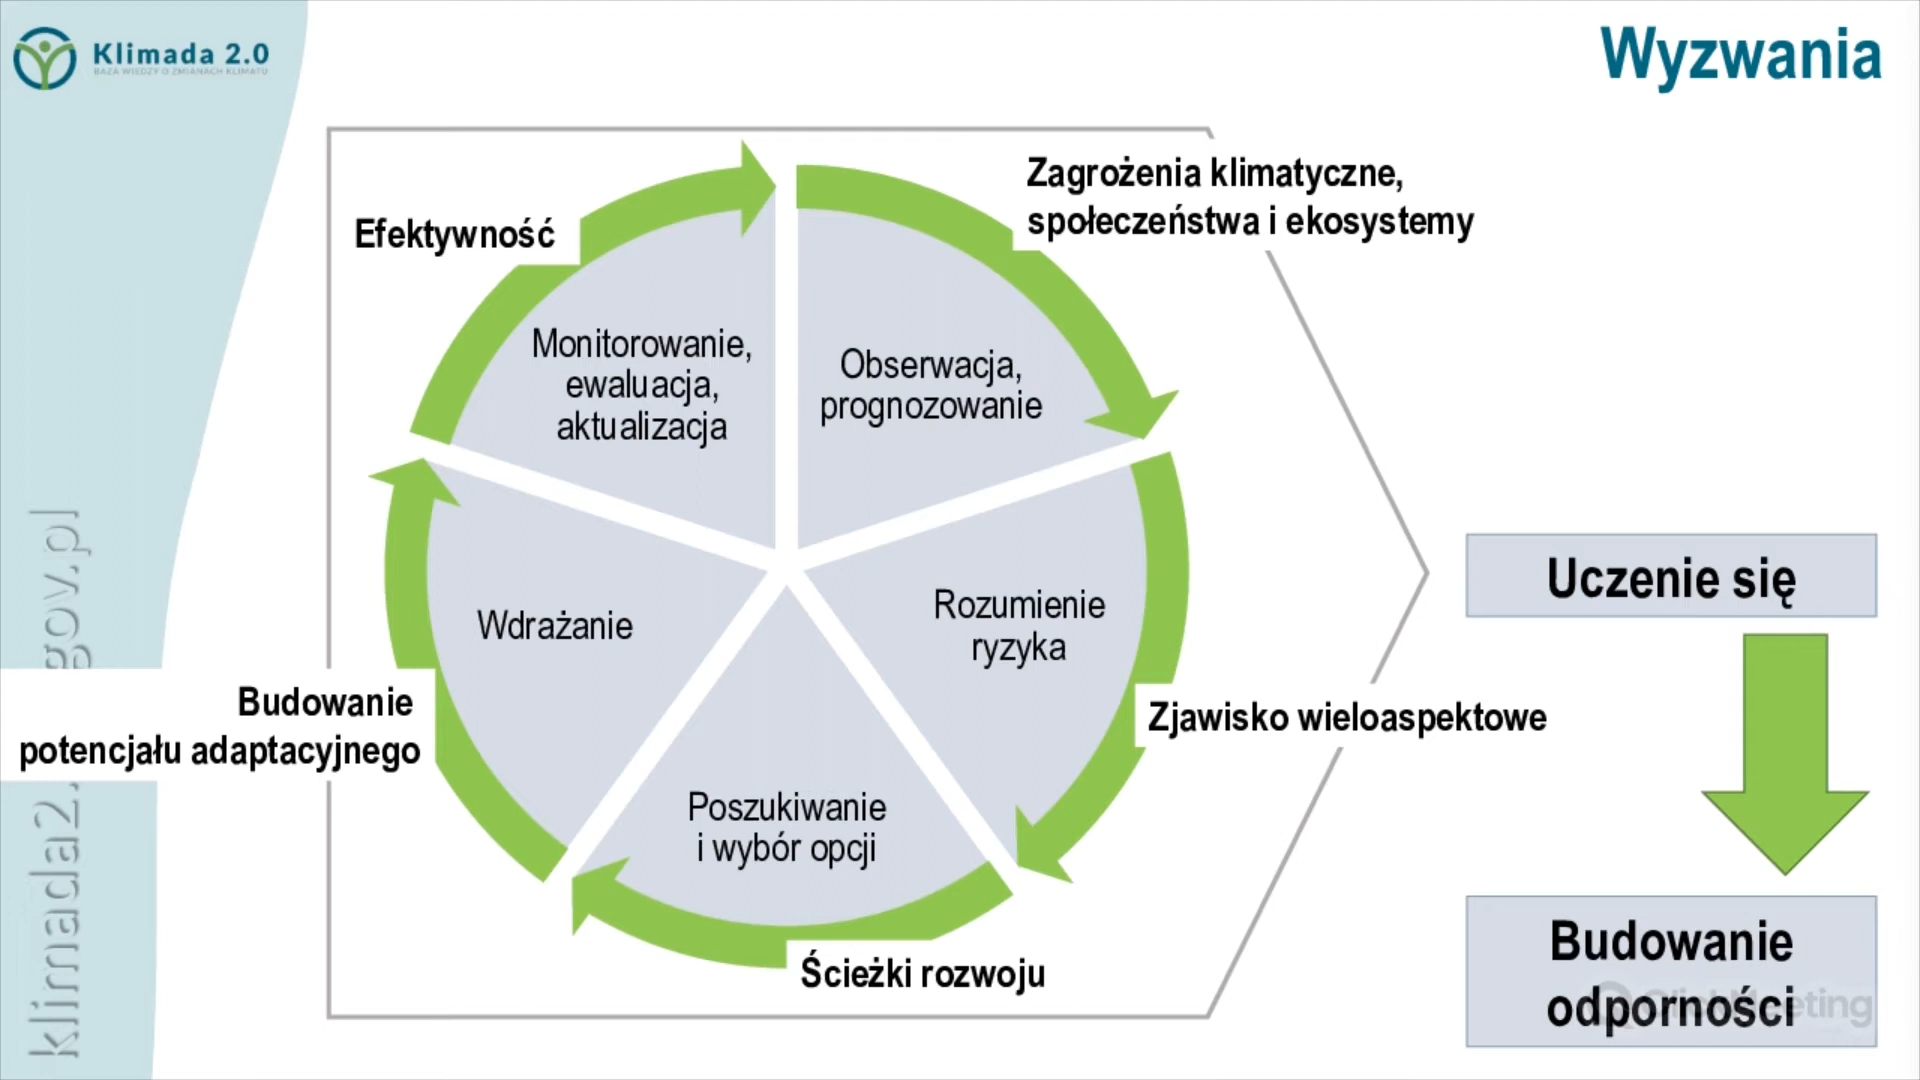 Klimada 2.0
BAZA WIEDZY O ZMIANACH KLIMATU
Wyzwania
Zagrożenia klimatyczne,
społeczeństwa i ekosystemy
Efektywność
Monitorowanie,
ewaluacja,
aktualizacja
Obserwacja,
prognozowanie
Rozumienie
ryzyka
Wdrażanie
Poszukiwanie
i wybór opcji
Budowanie
potencjału adaptacyjnego
Zjawisko wieloaspektowe
Ścieżki rozwoju
Uczenie się
Budowanie
odporności
ClickMeeting
klimada2. gov.pl